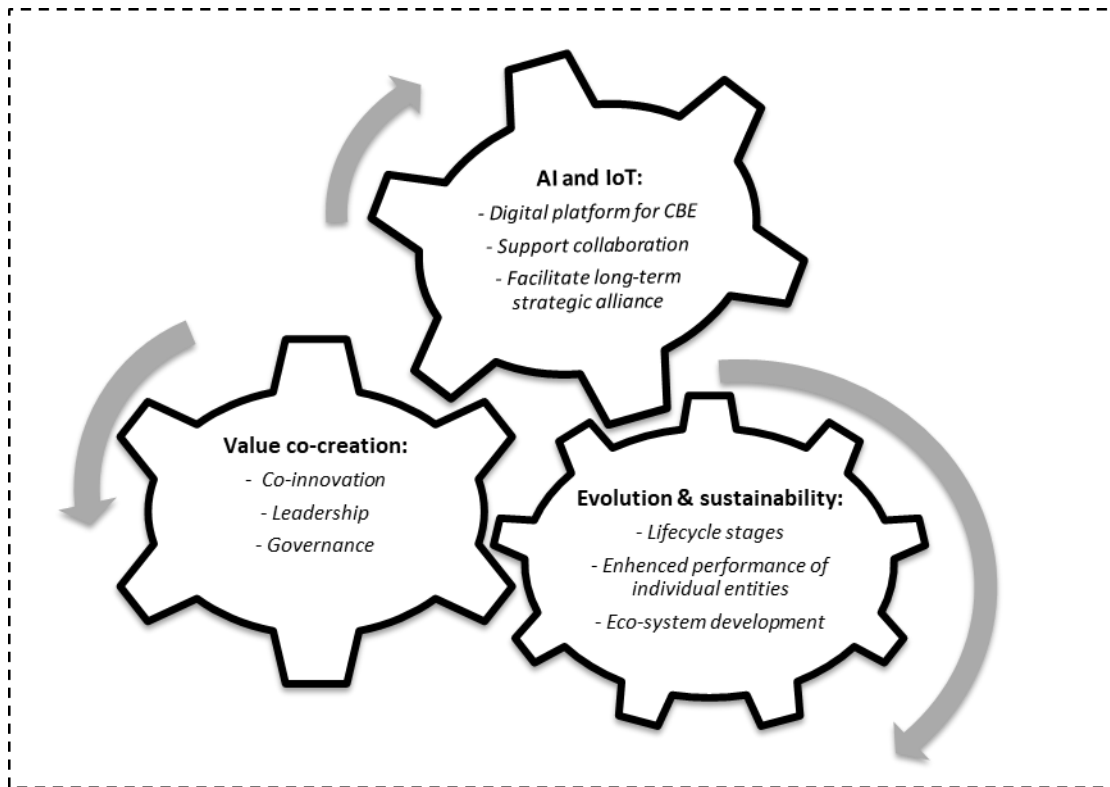 AI and IoT:
- Digital platform for CBE
- Support collaboration
- Facilitate long-term
strategic alliance
Value co-creation:
- Co-innovation
- Leadership
- Governance
Evolution & sustainability:
- Lifecycle stages
- Enhenced performance of
individual entities
- Eco-system development